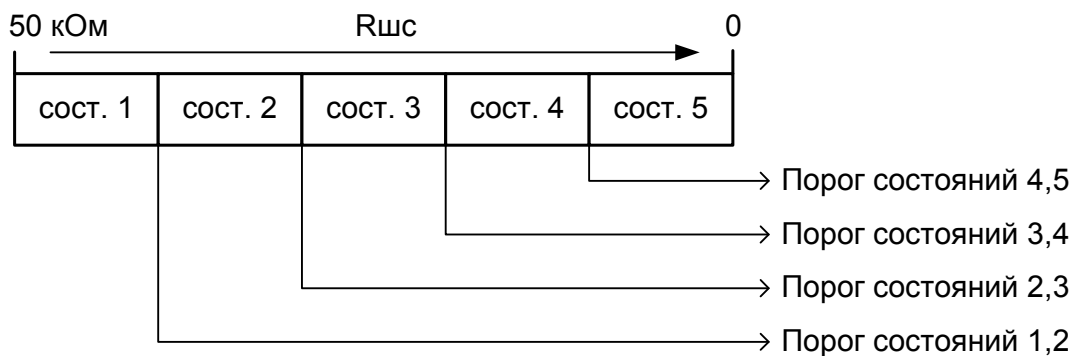 50 кОм Rшс 0
сост. 1 сост. 2 сост. 3 сост. 4 сост. 5
Порог состояний 4,5
Порог состояний 3,4
Порог состояний 2,3
Порог состояний 1,2